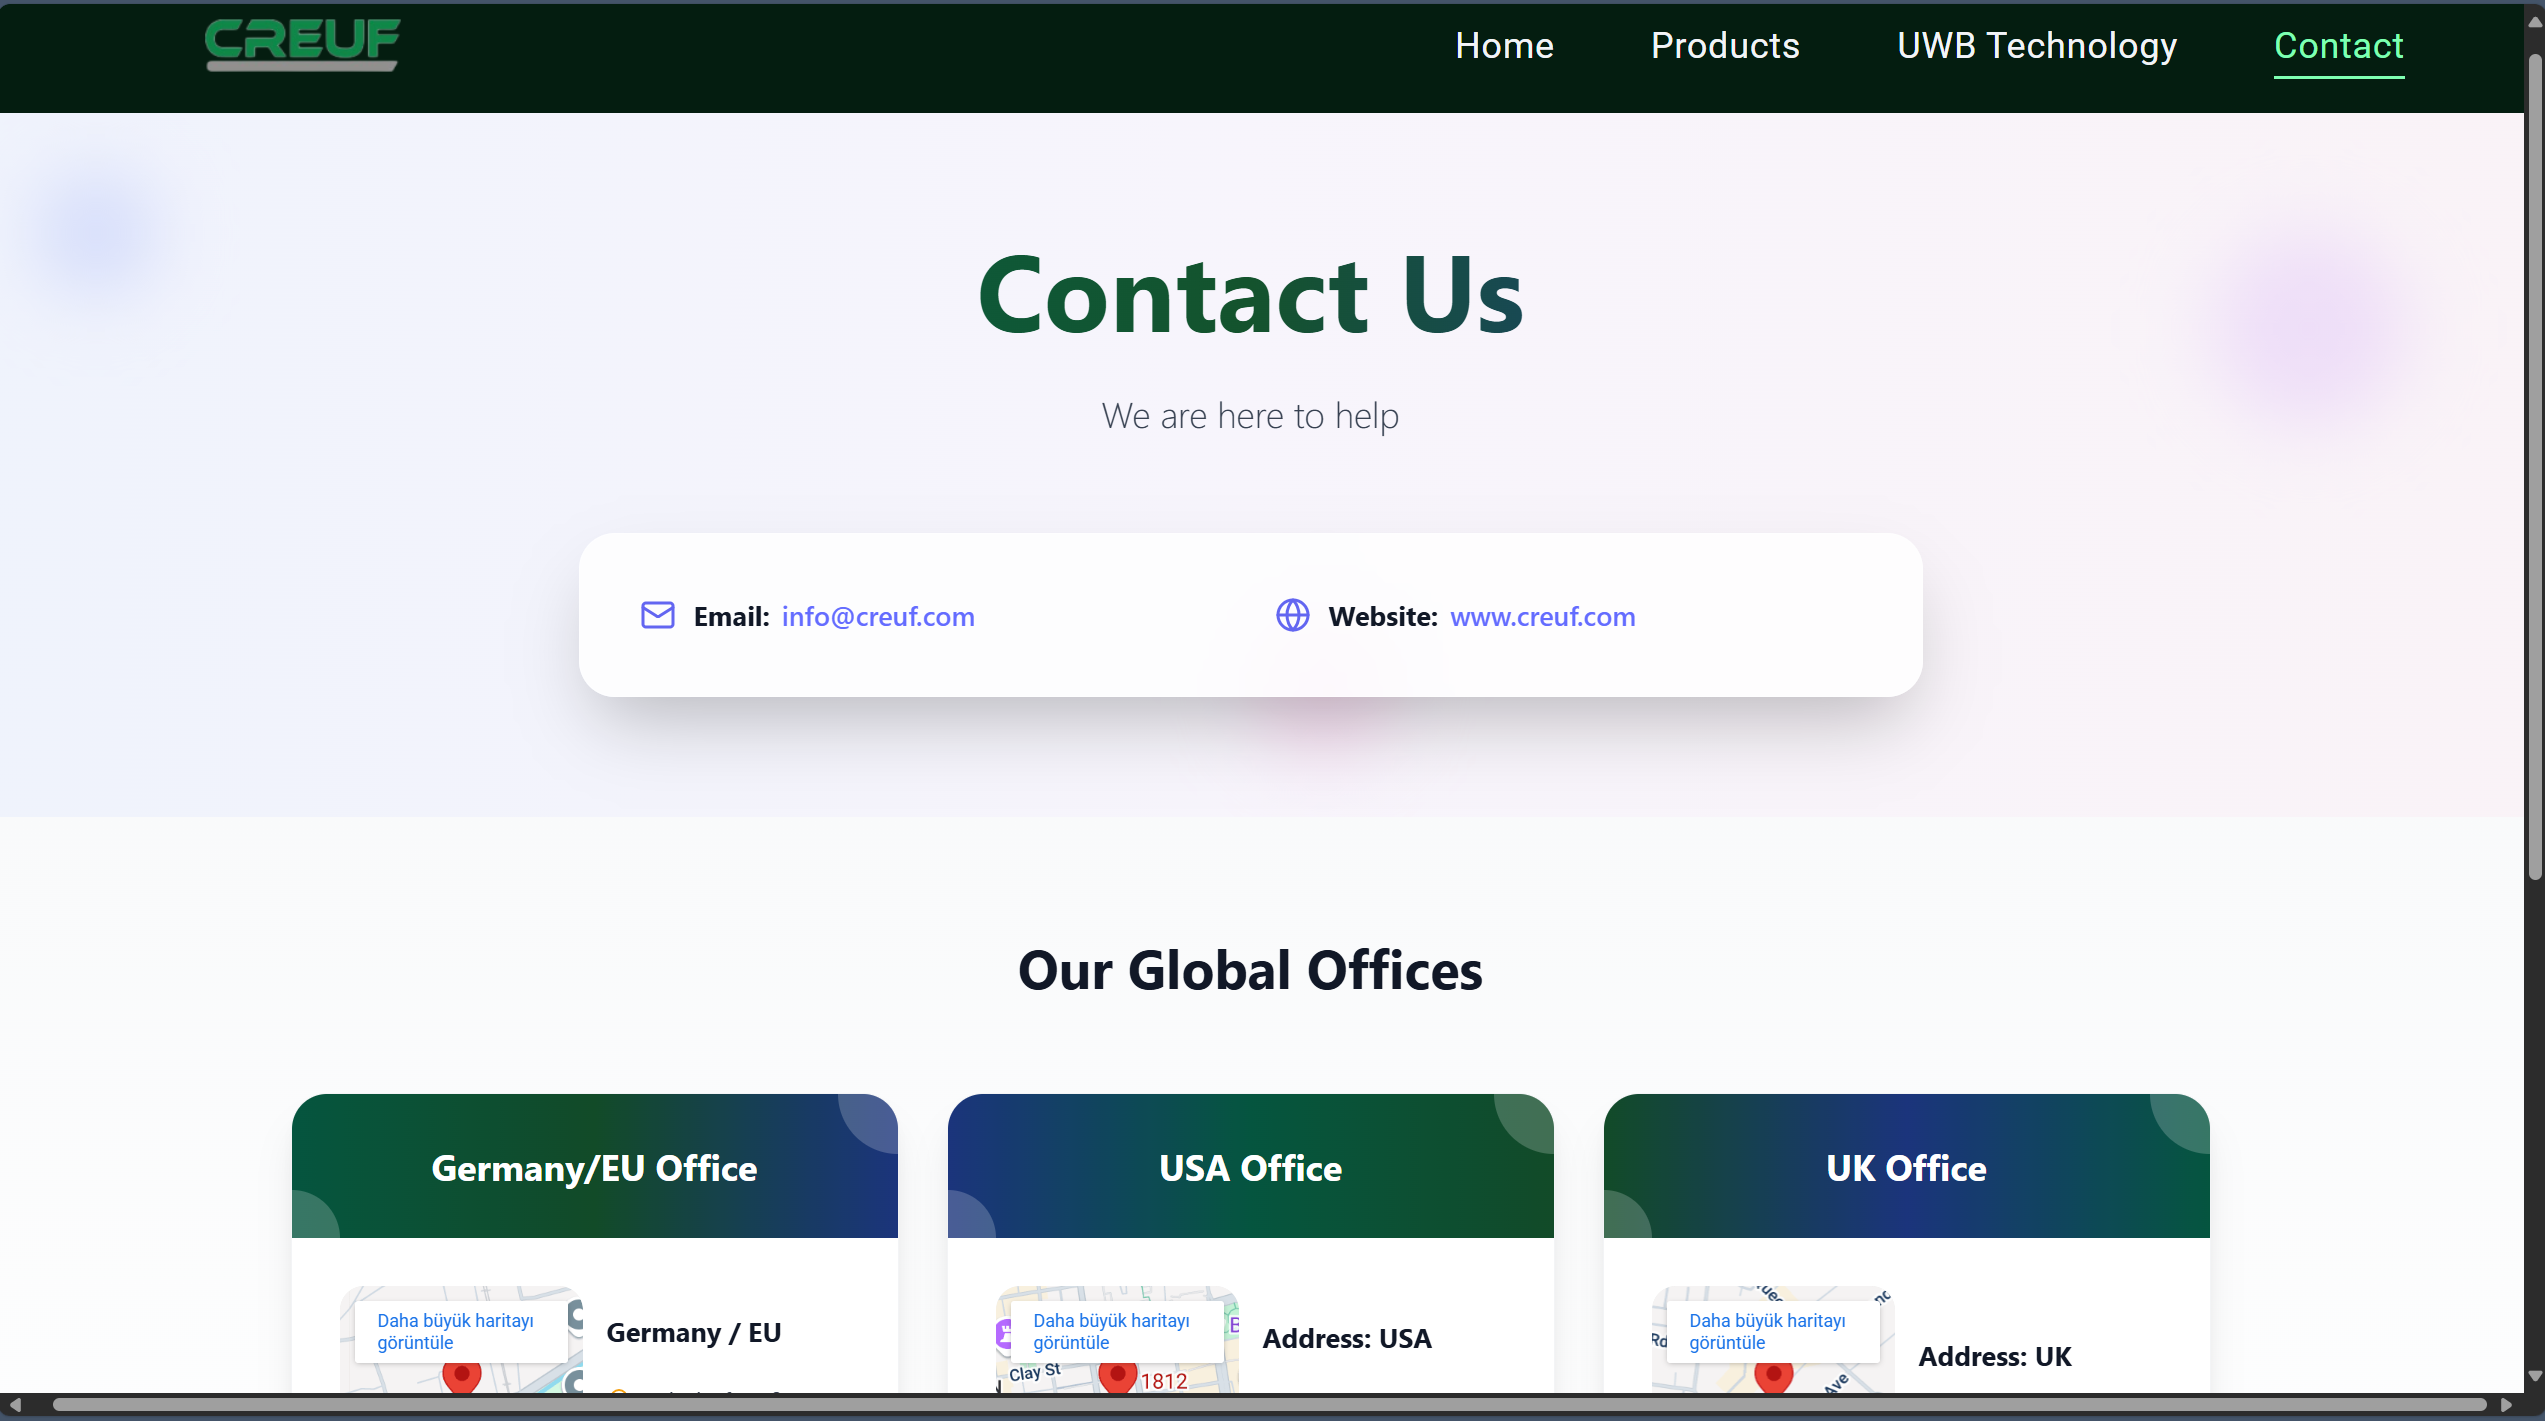 CREUF
Home
Products
UWB Technology
Contact
Contact Us
We are here to help
Email: info@creuf.com
Website: www.creuf.com
Our Global Offices
Germany/EU Office
USA Office
UK Office
Daha büyük haritayı
görüntüle
Germany / EU
Daha büyük haritayı
görüntüle
Clay St
1812
B
Address: USA
Daha büyük haritayı
görüntüle
Rd
Ave
Address: UK